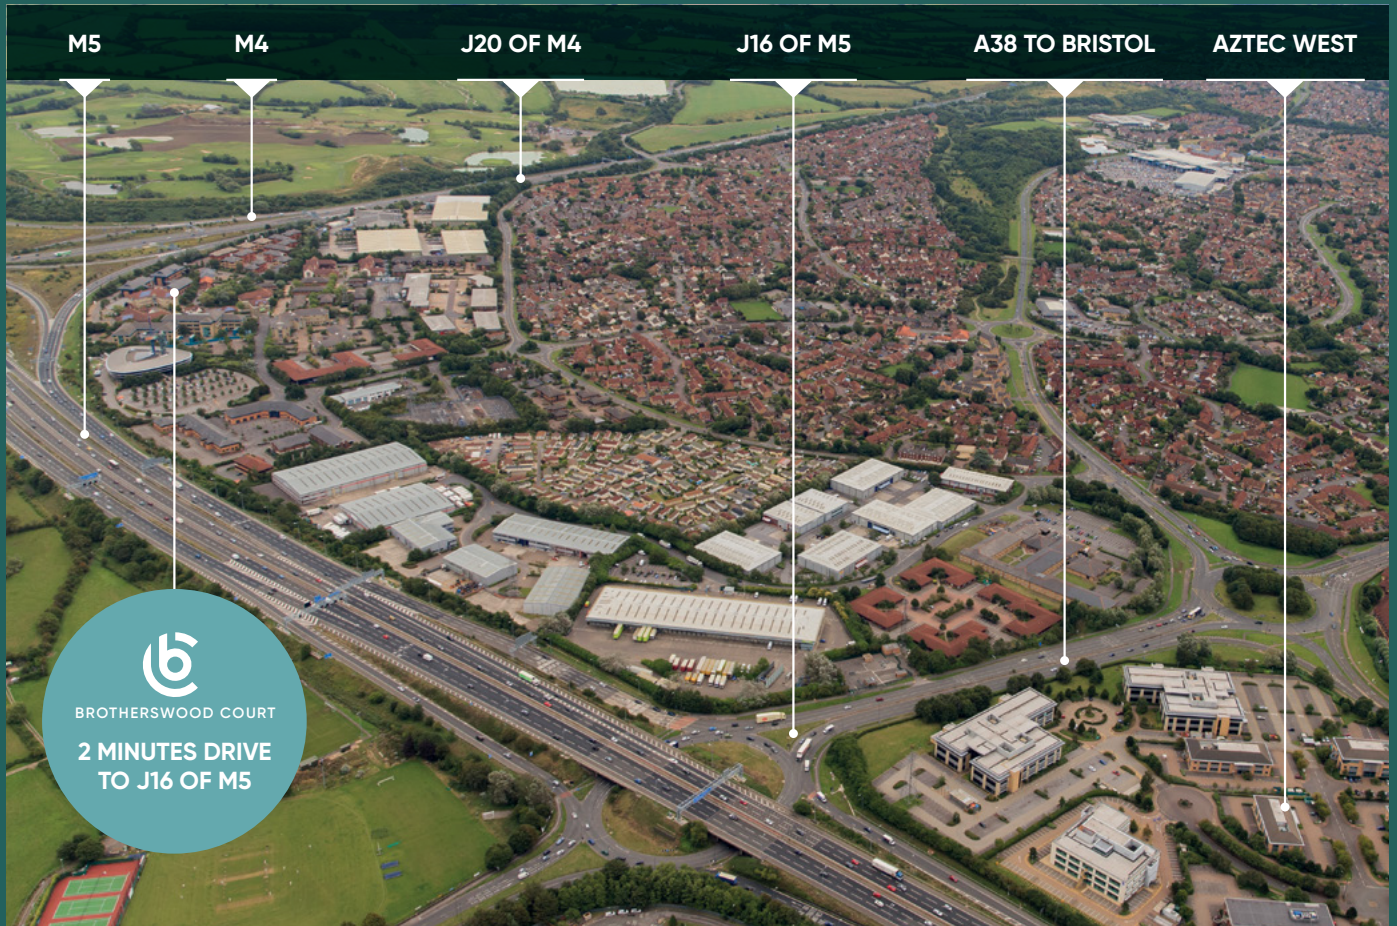 M5
M4
J20 OF M4
J16 OF M5
A38 TO BRISTOL
AZTEC WEST
BROTHERSWOOD COURT
2 MINUTES DRIVE
TO J16 OF M5